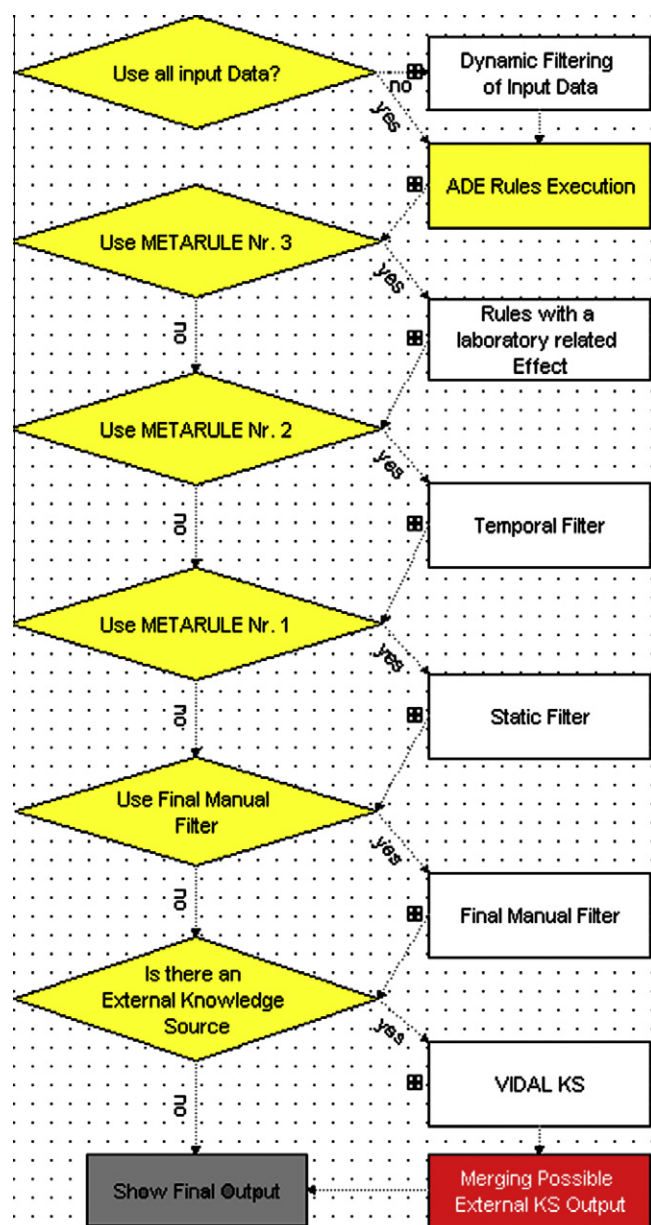 Use all input Data?
no
yes
Dynamic Filtering
of Input Data
ADE Rules Execution
Use METARULE Nr. 3
yes
no
Rules with a
laboratory related
Effect
Use METARULE Nr. 2
yes
no
Temporal Filter
Use METARULE Nr. 1
yes
no
Static Filter
Use Final Manual
Filter
yes
no
Final Manual Filter
Is there an
External Knowledge
Source
yes
no
VIDAL KS
Show Final Output
Merging Possible
External KS Output